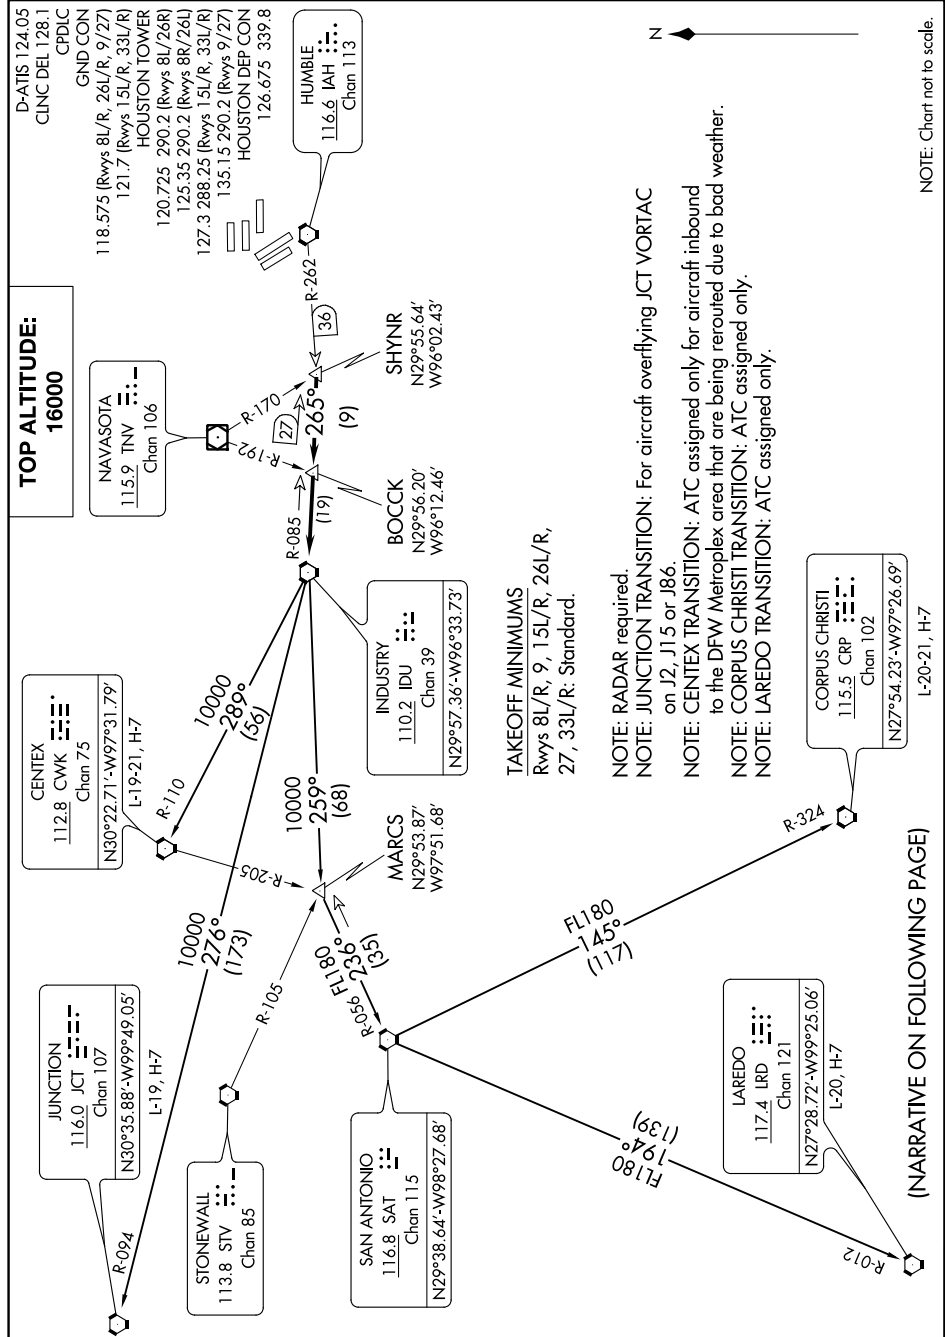 TOP ALTITUDE:
16000
D-ATIS 124.05
CLNC DEL 128.1
CPDLC
GND CON
118.575 (Rwys 8L/R, 26L/R, 9/27)
121.7 (Rwys 15L/R, 33L/R)
HOUSTON TOWER
120.725 290.2 (Rwys 8L/26R)
125.35 290.2 (Rwys 8R/26L)
127.3 288.25 (Rwys 15L/R, 33L/R)
135.15 290.2 (Rwys 9/27)
HOUSTON DEP CON
126.675 339.8
JUNCTION
116.0 JCT
Chan 107
N30°35.88'-W99°49.05'
L-19, H-7
R-094
CENTEX
112.8 CWK
Chan 75
N30°22.71'-W97°31.79'
L-19-21, H-7
R-110
R-205
NAVASOTA
115.9 TNV
Chan 106
R-170
R-192
HUMBLE
116.6 IAH
Chan 113
R-262
36
27
10000
276°
(173)
10000
289°
(56)
10000
259°
(68)
R-085
(19)
265°
(9)
SHYNR
N29°55.64'
W96°02.43'
BOCCK
N29°56.20'
W96°12.46'
INDUSTRY
110.2 IDU
Chan 39
N29°57.36'-W96°33.73'
STONEWALL
113.8 STV
Chan 85
R-105
MARCS
N29°53.87'
W97°51.68'
FL180
236°
(35)
R-056
SAN ANTONIO
116.8 SAT
Chan 115
N29°38.64'-W98°27.68'
FL180
145°
(117)
R-324
CORPUS CHRISTI
115.5 CRP
Chan 102
N27°54.23'-W97°26.69'
L-20-21, H-7
FL180
194°
(139)
R-012
LAREDO
117.4 LRD
Chan 121
N27°28.72'-W99°25.06'
L-20, H-7
TAKEOFF MINIMUMS
Rwys 8L/R, 9, 15L/R, 26L/R,
27, 33L/R: Standard.
NOTE: RADAR required.
NOTE: JUNCTION TRANSITION: For aircraft overflying JCT VORTAC
on J2, J15 or J86.
NOTE: CENTEX TRANSITION: ATC assigned only for aircraft inbound
to the DFW Metroplex area that are being rerouted due to bad weather.
NOTE: CORPUS CHRISTI TRANSITION: ATC assigned only.
NOTE: LAREDO TRANSITION: ATC assigned only.
N
(NARRATIVE ON FOLLOWING PAGE)
NOTE: Chart not to scale.